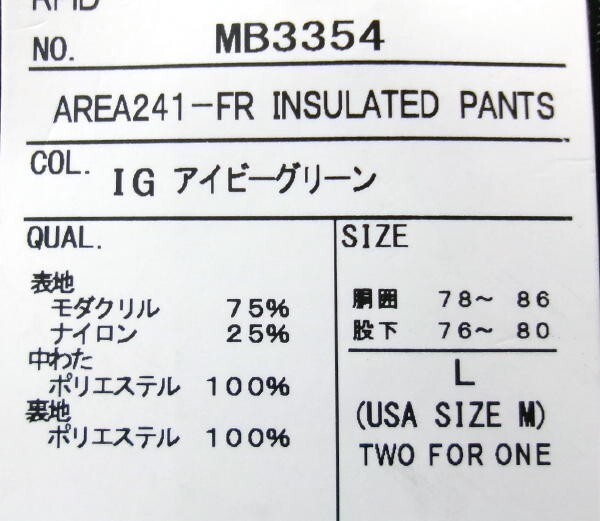 RFID
NO. MB3354
AREA241-FR INSULATED PANTS
COL. IG アイビーグリーン
QUAL.
表地
モダクリル 75%
ナイロン 25%
中わた
ポリエステル 100%
裏地
ポリエステル 100%
SIZE
胴囲 78~ 86
股下 76~ 80
L
(USA SIZE M)
TWO FOR ONE